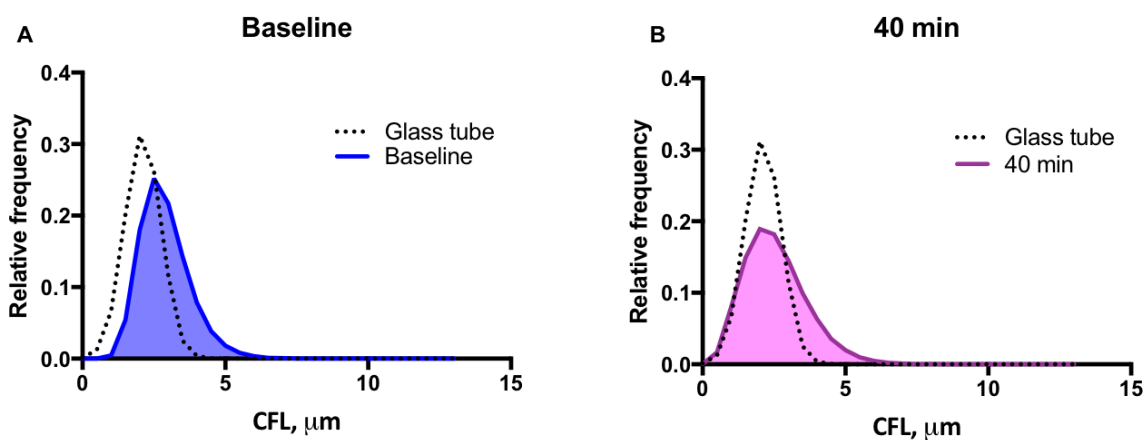 A
Baseline
0.4
0.3
0.2
0.1
0.0
Relative frequency
Glass tube
Baseline
0
5
10
15
CFL, μm
B
40 min
0.4
0.3
0.2
0.1
0.0
Relative frequency
Glass tube
40 min
0
5
10
15
CFL, μm